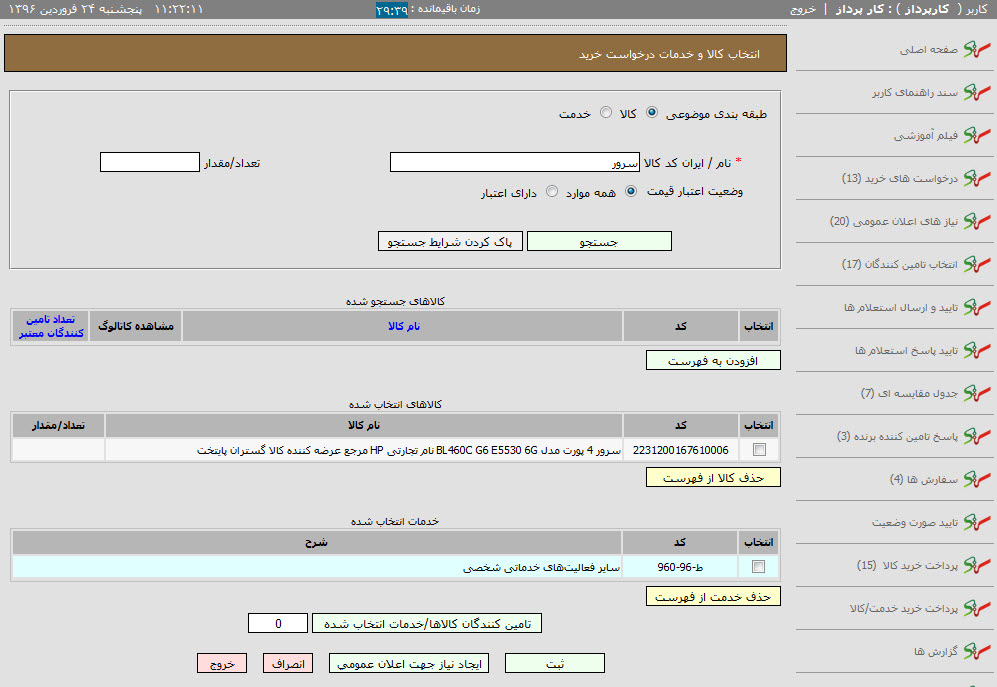 کاربر ( کارپرداز ) : کار پرداز | خروج
زمان باقیمانده : ۲۹:۳۹
۱۱:۲۲:۱۱ پنجشنبه ۲۴ فروردین ۱۳۹۶
صفحه اصلی
سند راهنمای کاربر
فیلم آموزشی
درخواست های خرید (13)
نیاز های اعلان عمومی (20)
انتخاب تامین کنندگان (17)
تایید و ارسال استعلام ها
تایید پاسخ استعلام ها
جدول مقایسه ای (7)
پاسخ تامین کننده برنده (3)
سفارش ها (4)
تایید صورت وضعیت
پرداخت خرید کالا (15)
پرداخت خرید خدمت/کالا
گزارش ها
انتخاب کالا و خدمات درخواست خرید
طبقه بندی موضوعی کالا خدمت
* نام / ایران کد کالا سرور تعداد/مقدار
وضعیت اعتبار قیمت همه موارد دارای اعتبار
جستجو پاک کردن شرایط جستجو
کالاهای جستجو شده
انتخاب کد نام کالا مشاهده کاتالوگ تعداد تامین کنندگان معتبر
افزودن به فهرست
کالاهای انتخاب شده
انتخاب کد نام کالا تعداد/مقدار
2231200167610006 سرور 4 پورت مدل BL460C G6 E5530 6G نام تجارتی HP مرجع عرضه کننده کالا گستران پایتخت
حذف کالا از فهرست
خدمات انتخاب شده
انتخاب کد شرح
ط-96-960 سایر فعالیت‌های خدماتی شخصی
حذف خدمت از فهرست
تامین کنندگان کالاها/خدمات انتخاب شده 0
ثبت ایجاد نیاز جهت اعلان عمومی انصراف خروج